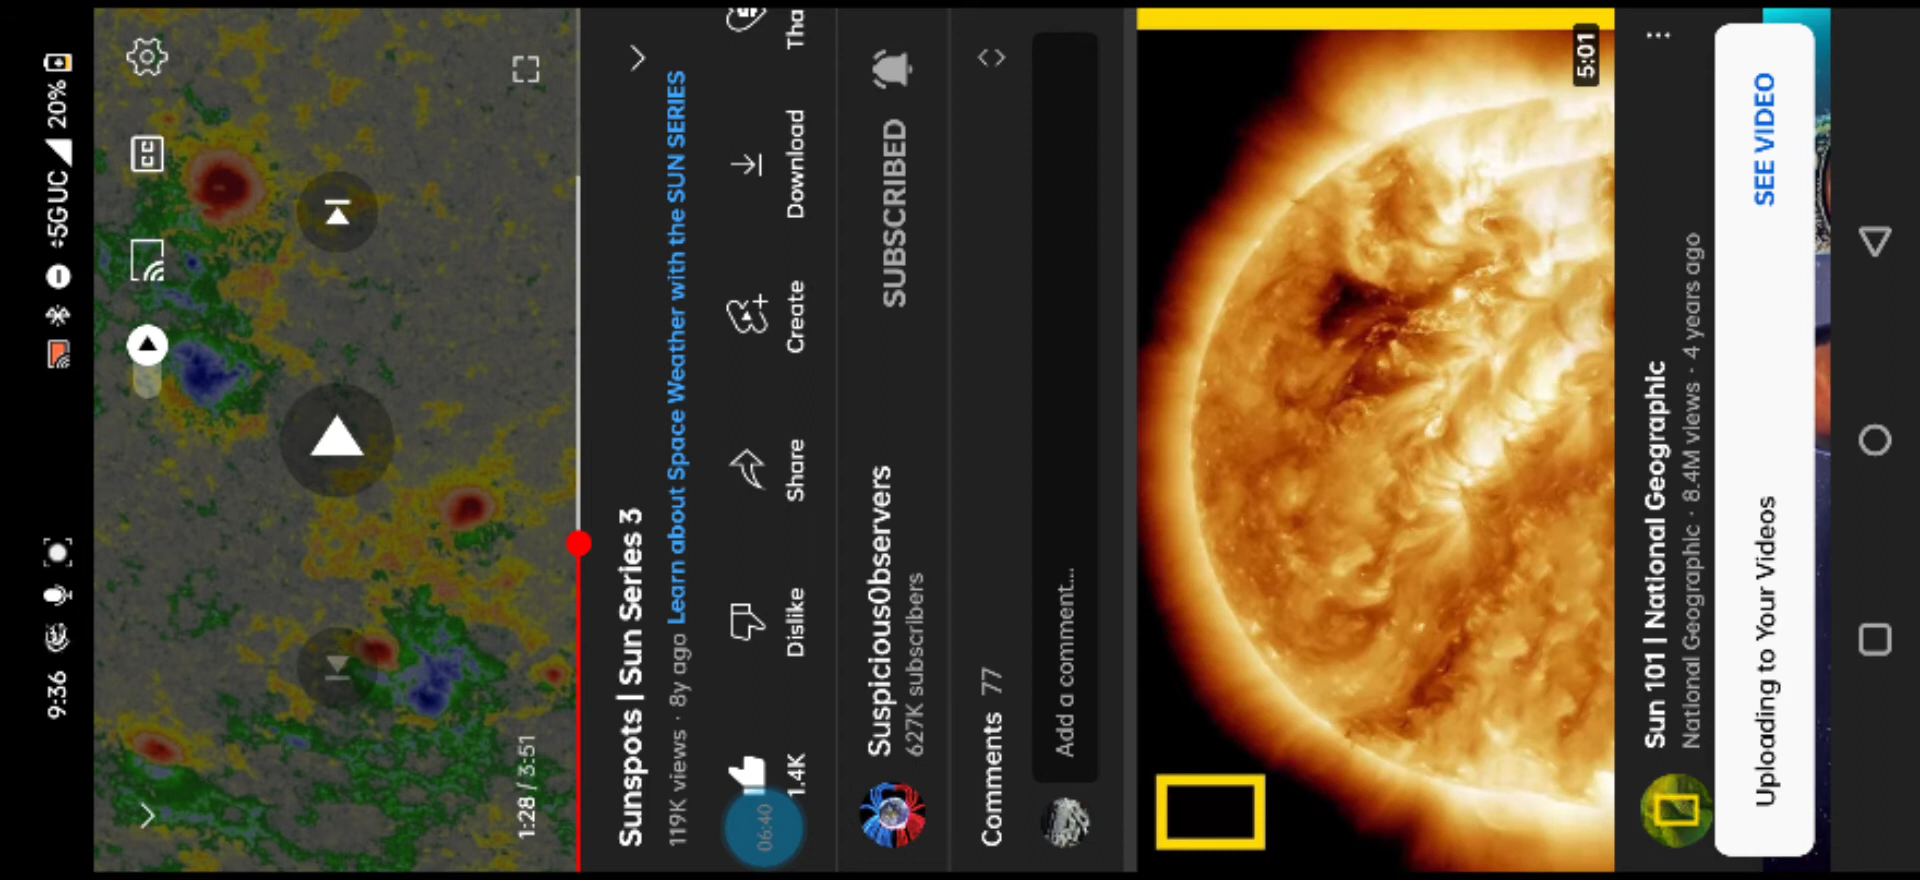 9:36
5GUC 20%
1:28 / 3:51
Sunspots | Sun Series 3
119K views · 8y ago Learn about Space Weather with the SUN SERIES
1.4K Dislike Share Create Download Tha
06:40
Suspicious0bservers
627K subscribers
SUBSCRIBED
Comments 77
Add a comment...
5:01
Sun 101 | National Geographic
National Geographic · 8.4M views · 4 years ago
Uploading to Your Videos SEE VIDEO